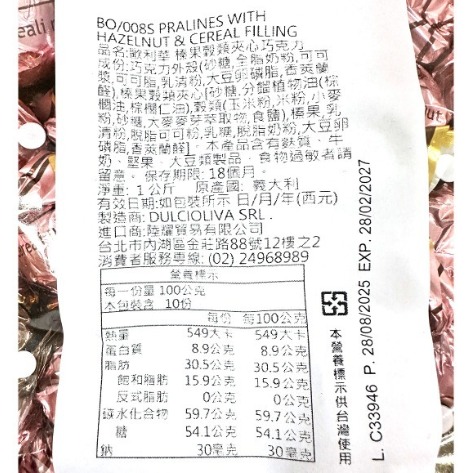 BO/008S PRALINES WITH
HAZELNUT & CEREAL FILLING
品名:歐利華 榛果穀類夾心巧克力
成份:巧克力外殼(砂糖,全脂奶粉,可可
漿,可可脂,乳清粉,大豆卵磷脂,香莢蘭
醛),榛果穀類夾心[砂糖,分餾植物油(棕
櫚油,棕櫚仁油),穀類(玉米粉,米粉,小麥
粉,砂糖,大麥麥芽萃取物,食鹽),榛果,乳
清粉,脫脂可可粉,乳糖,脫脂奶粉,大豆卵
磷脂,香莢蘭醛]。本產品含有麩質、牛
奶、堅果、大豆類製品,食物過敏者請
留意。保存期限:18個月。
淨重:1公斤 原產國:義大利
有效日期:如包裝所示 日/月/年(西元)
製造商:DULCIOLIVA SRL.
進口商:陸燿貿易有限公司
台北市內湖區金莊路88號12樓之2
消費者服務專線:(02) 24968989
營養標示
每一份量 100公克
本包裝含 10份
每份 每100公克
熱量 549大卡 549大卡
蛋白質 8.9公克 8.9公克
脂肪 30.5公克 30.5公克
飽和脂肪 15.9公克 15.9公克
反式脂肪 0公克 0公克
碳水化合物 59.7公克 59.7公克
糖 54.1公克 54.1公克
鈉 30毫克 30毫克
本營養標示供台灣使用
L. C33946 P. 28/08/2025 EXP. 28/02/2027